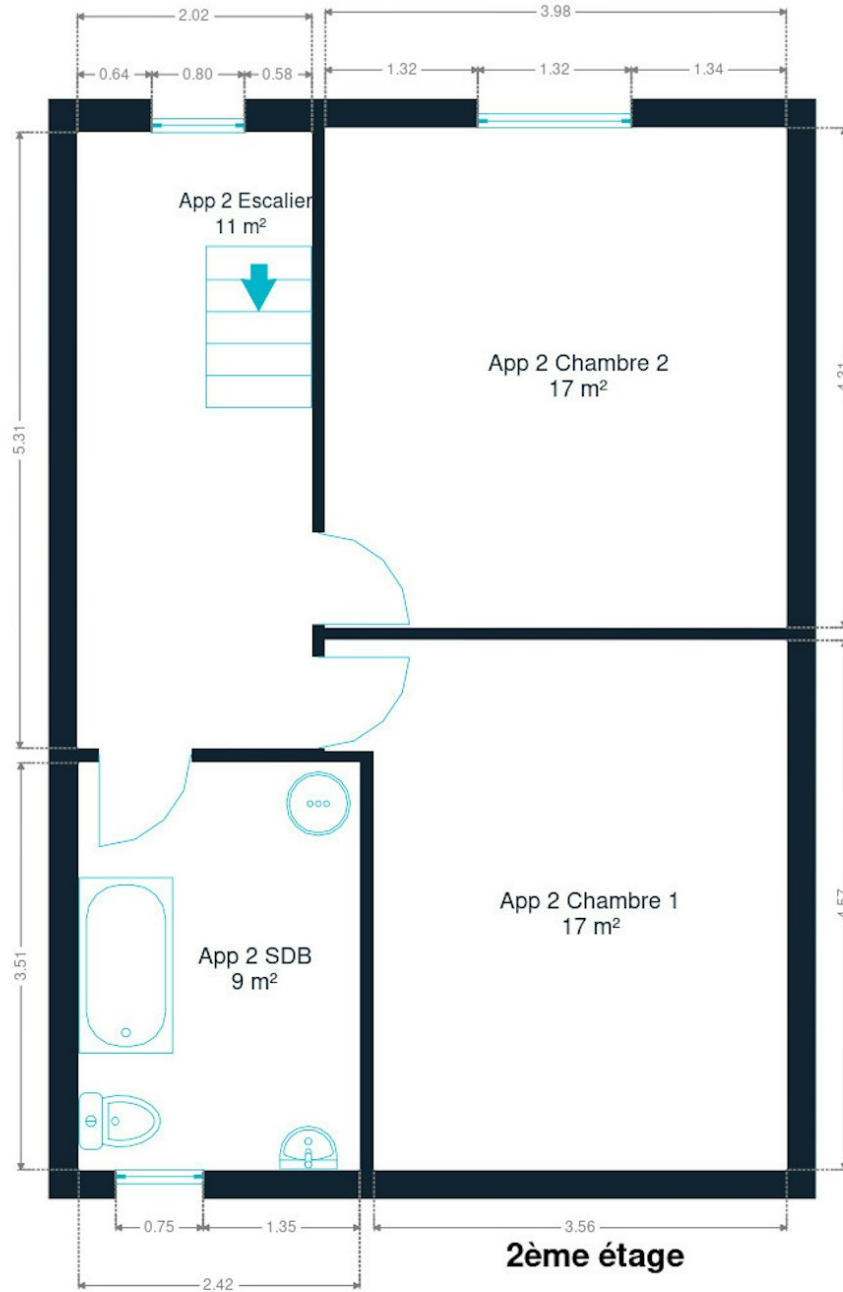 2.02
3.98
0.64
0.80
0.58
1.32
1.32
1.34
App 2 Escalier
11 m²
5.31
App 2 Chambre 2
17 m²
App 2 Chambre 1
17 m²
App 2 SDB
9 m²
3.51
0.75
1.35
3.56
2ème étage
2.42